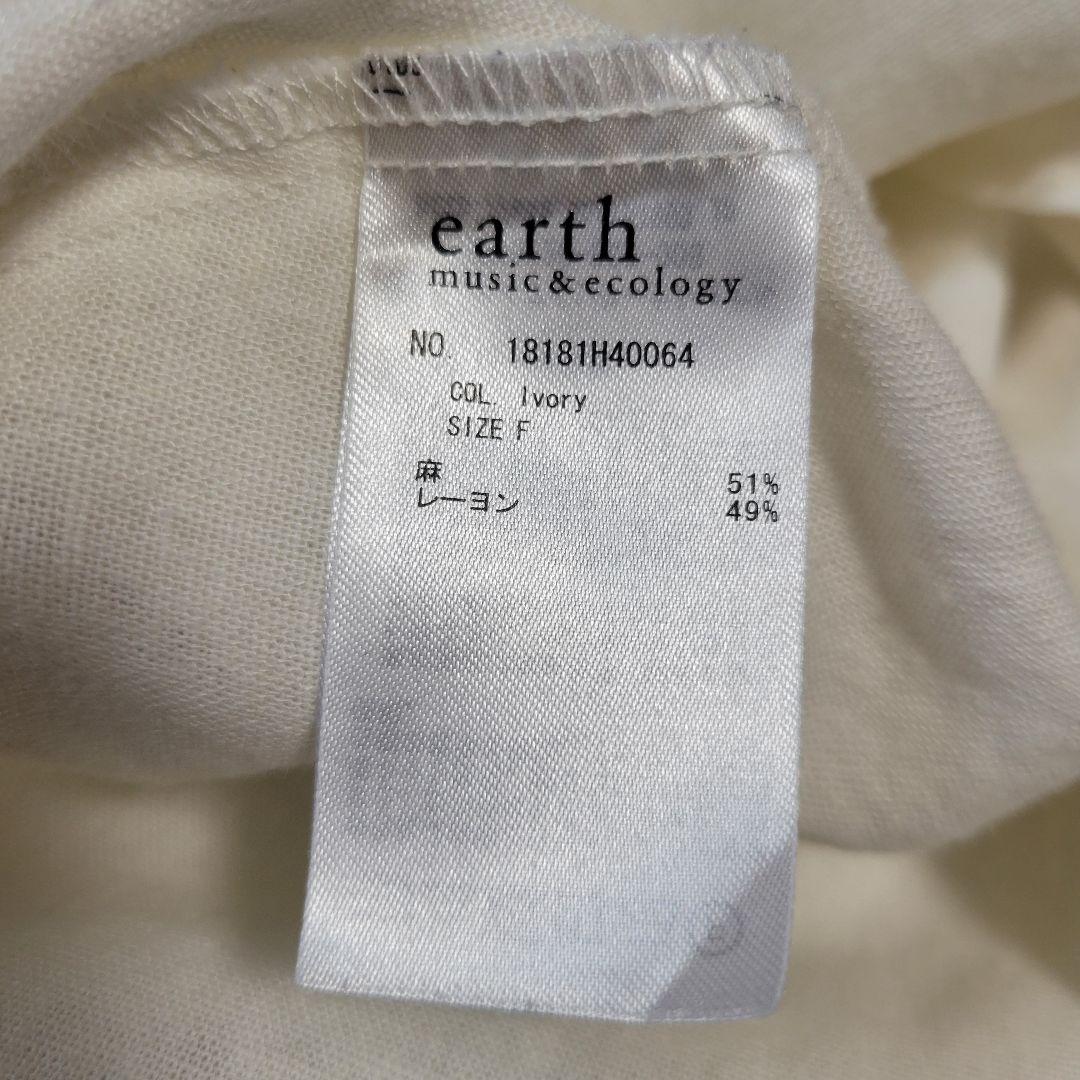 earth
music&ecology
NO. 18181H40064
COL. Ivory
SIZE F
麻 51%
レーヨン 49%